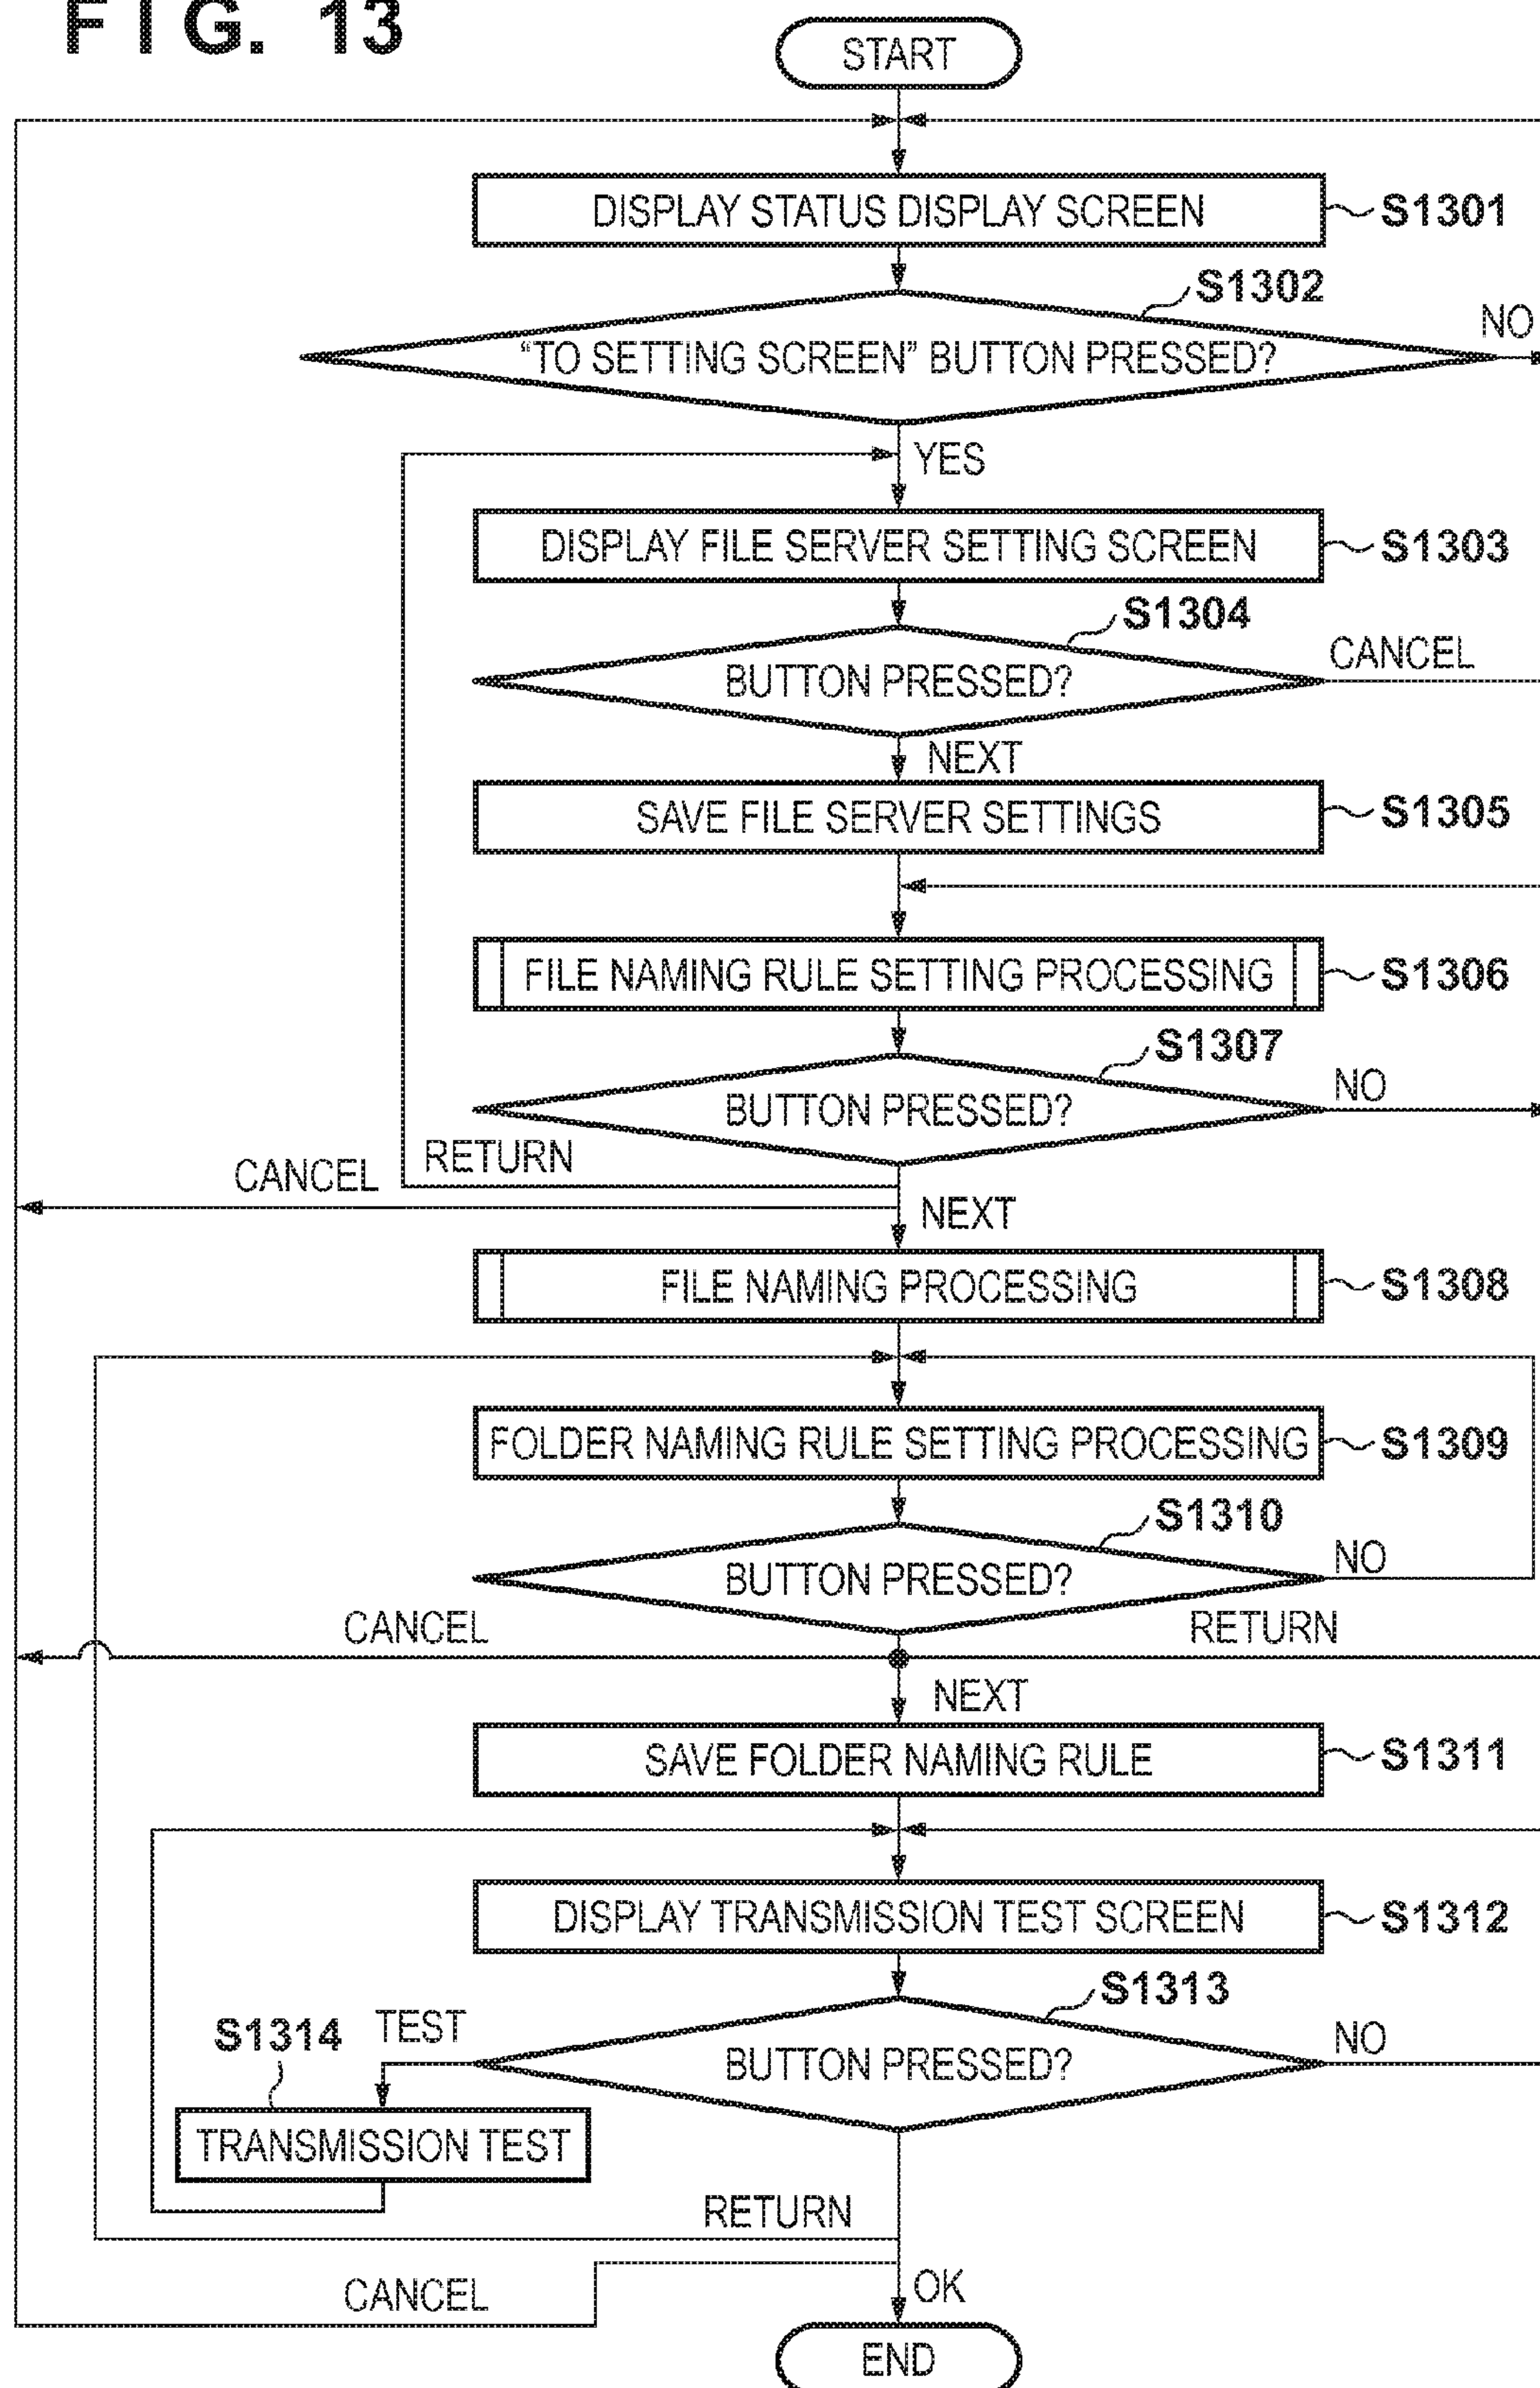 FIG. 13
START
DISPLAY STATUS DISPLAY SCREEN
S1301
S1302
NO
“TO SETTING SCREEN” BUTTON PRESSED?
YES
DISPLAY FILE SERVER SETTING SCREEN
S1303
S1304
CANCEL
BUTTON PRESSED?
NEXT
SAVE FILE SERVER SETTINGS
S1305
FILE NAMING RULE SETTING PROCESSING
S1306
S1307
NO
BUTTON PRESSED?
RETURN
CANCEL
NEXT
FILE NAMING PROCESSING
S1308
FOLDER NAMING RULE SETTING PROCESSING
S1309
S1310
NO
BUTTON PRESSED?
CANCEL
RETURN
NEXT
SAVE FOLDER NAMING RULE
S1311
DISPLAY TRANSMISSION TEST SCREEN
S1312
S1313
S1314
TEST
NO
BUTTON PRESSED?
TRANSMISSION TEST
RETURN
CANCEL
OK
END